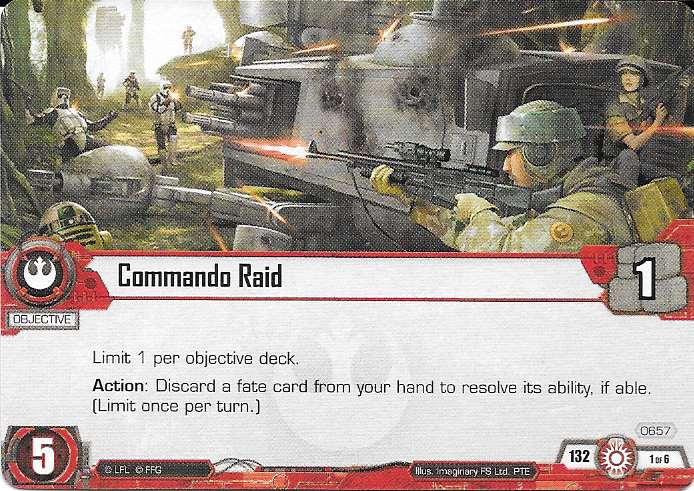 Commando Raid
1
OBJECTIVE
Limit 1 per objective deck.
Action: Discard a fate card from your hand to resolve its ability, if able.
(Limit once per turn.)
0657
5
© LFL © FFG
Illus. Imaginary FS Ltd. PTE
132
1 OF 6